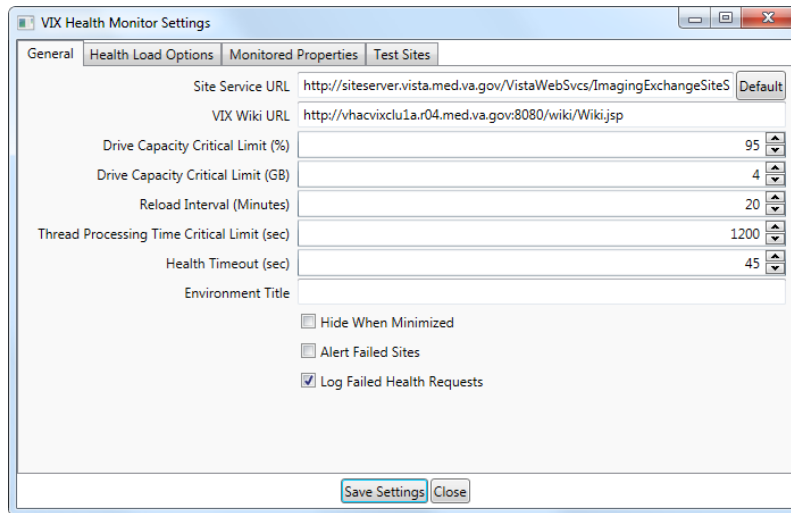 VIX Health Monitor Settings
General Health Load Options Monitored Properties Test Sites
Site Service URL http://siteserver.vista.med.va.gov/VistaWebSvcs/ImagingExchangeSiteS Default
VIX Wiki URL http://vhacvixclu1a.r04.med.va.gov:8080/wiki/Wiki.jsp
Drive Capacity Critical Limit (%) 95
Drive Capacity Critical Limit (GB) 4
Reload Interval (Minutes) 20
Thread Processing Time Critical Limit (sec) 1200
Health Timeout (sec) 45
Environment Title
Hide When Minimized
Alert Failed Sites
Log Failed Health Requests
Save Settings Close